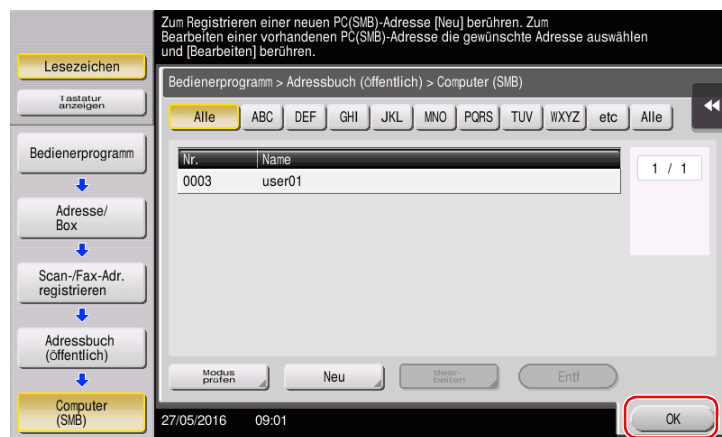 Zum Registrieren einer neuen PC(SMB)-Adresse [Neu] berühren. Zum
Bearbeiten einer vorhandenen PC(SMB)-Adresse die gewünschte Adresse auswählen
und [Bearbeiten] berühren.
Lesezeichen
Tastatur
anzeigen
Bedienerprogramm
Adresse/
Box
Scan-/Fax-Adr.
registrieren
Adressbuch
(öffentlich)
Computer
(SMB)
Bedienerprogramm > Adressbuch (öffentlich) > Computer (SMB)
Alle ABC DEF GHI JKL MNO PQRS TUV WXYZ etc Alle
Nr. Name
0003 user01
1 / 1
Modus
prüfen
Neu
Bear-
beiten
Entf
27/05/2016 09:01
OK